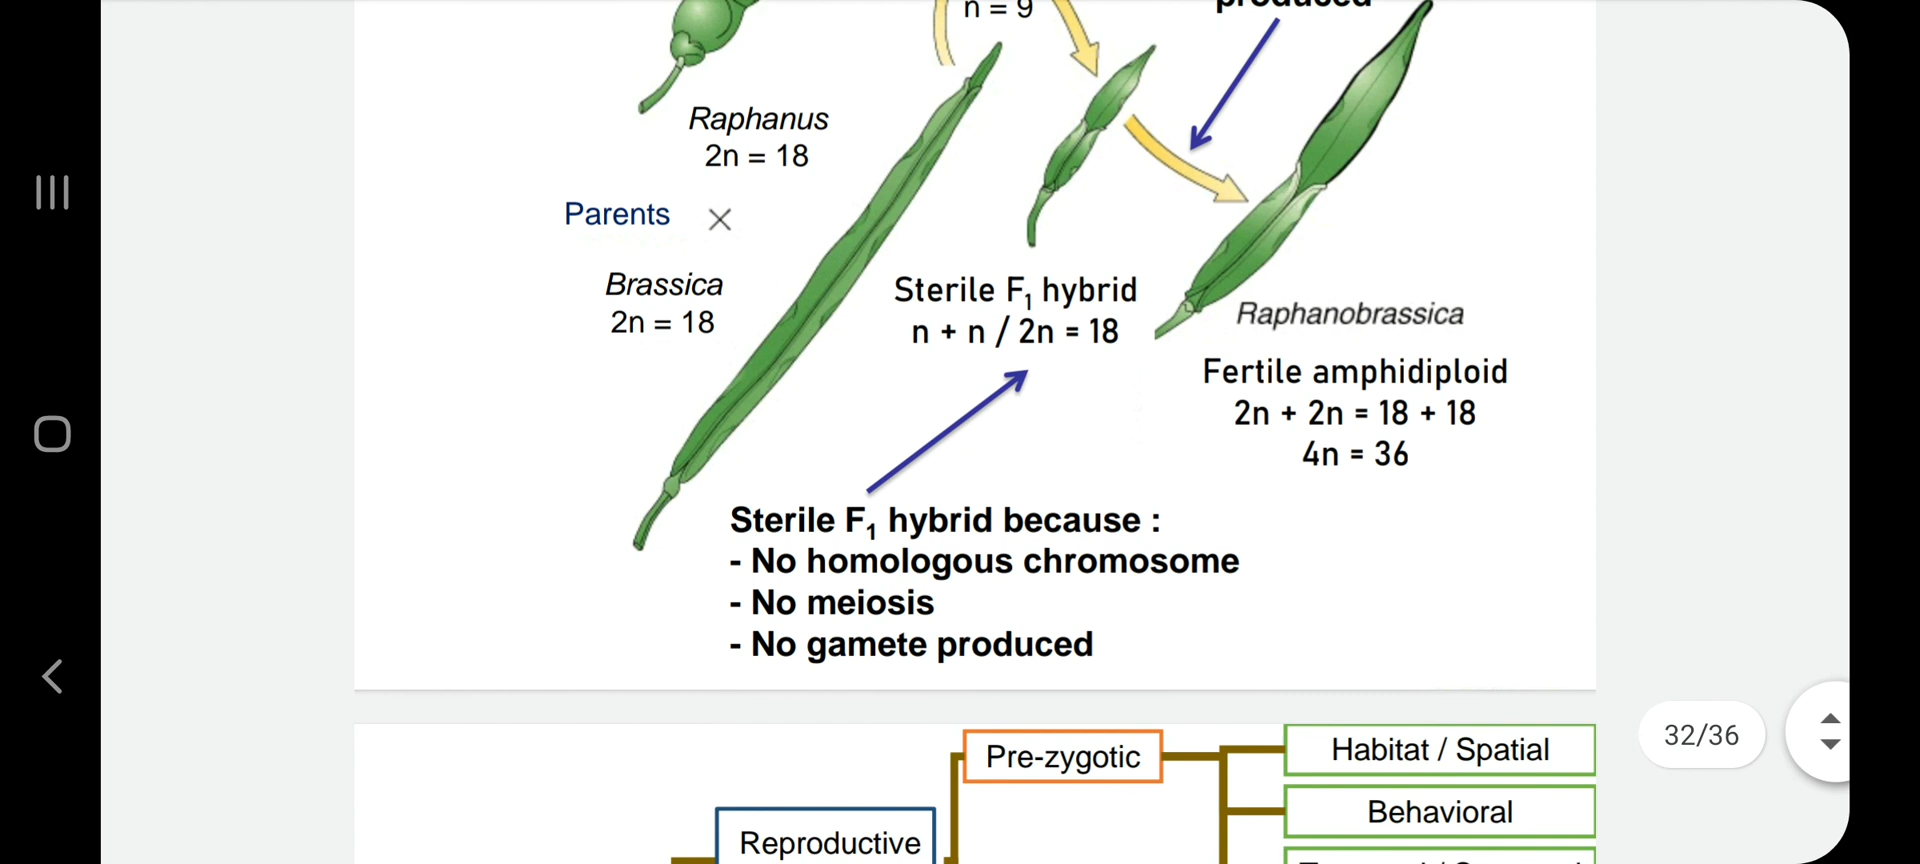 n = 9
produced
Raphanus
2n = 18
Parents ×
Brassica
2n = 18
Sterile F₁ hybrid
n + n / 2n = 18
Raphanobrassica
Fertile amphidiploid
2n + 2n = 18 + 18
4n = 36
Sterile F₁ hybrid because :
- No homologous chromosome
- No meiosis
- No gamete produced
32/36
Pre-zygotic
Habitat / Spatial
Behavioral
Reproductive